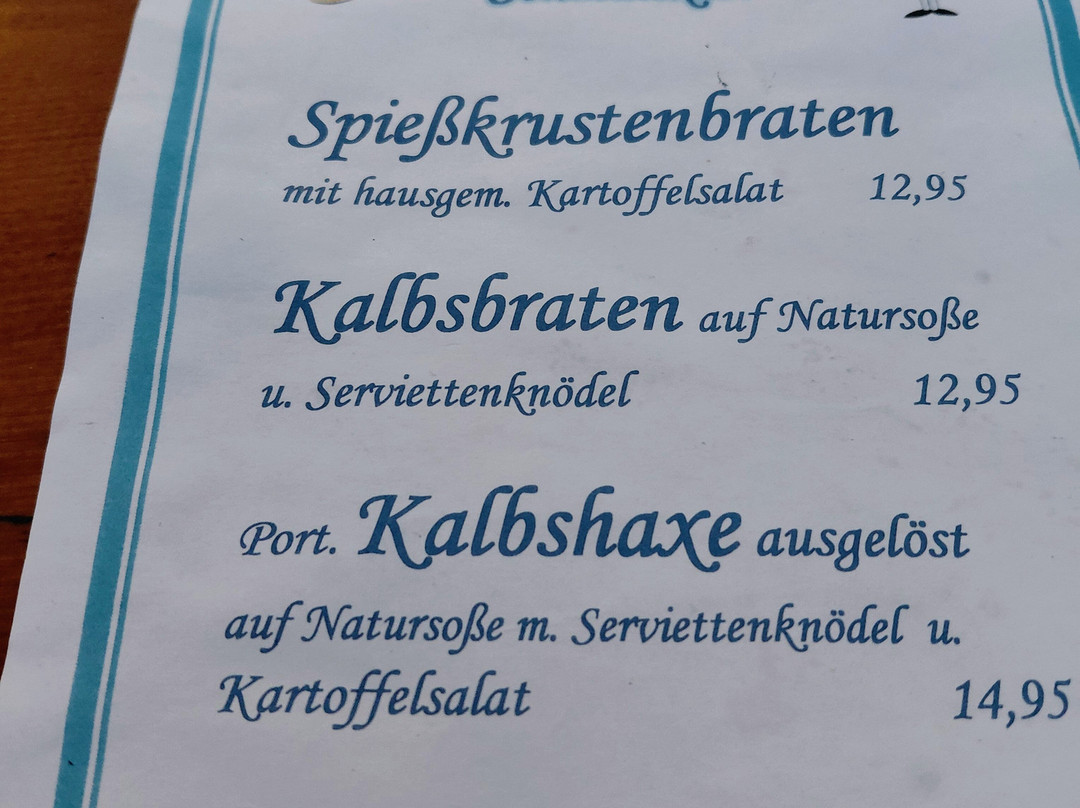 Spießkrustenbraten
mit hausgem. Kartoffelsalat 12,95
Kalbsbraten auf Natursoße
u. Serviettenknödel 12,95
Port. Kalbshaxe ausgelöst
auf Natursoße m. Serviettenknödel u.
Kartoffelsalat 14,95